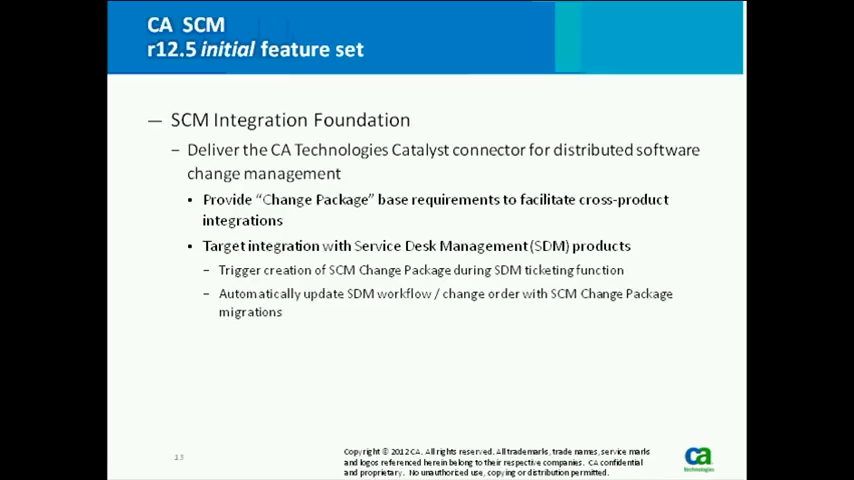 CA SCM
r12.5 initial feature set
— SCM Integration Foundation
– Deliver the CA Technologies Catalyst connector for distributed software
change management
▪ Provide “Change Package” base requirements to facilitate cross-product
integrations
▪ Target integration with Service Desk Management (SDM) products
– Trigger creation of SCM Change Package during SDM ticketing function
– Automatically update SDM workflow / change order with SCM Change Package
migrations
13
Copyright © 2012 CA. All rights reserved. All trademarks, trade names, service marks
and logos referenced herein belong to their respective companies. CA confidential
and proprietary. No unauthorized use, copying or distribution permitted.
ca
technologies